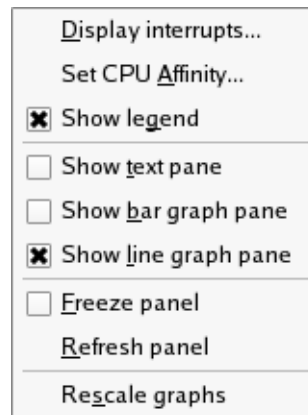 Display interrupts...
Set CPU Affinity...
Show legend
Show text pane
Show bar graph pane
Show line graph pane
Freeze panel
Refresh panel
Rescale graphs